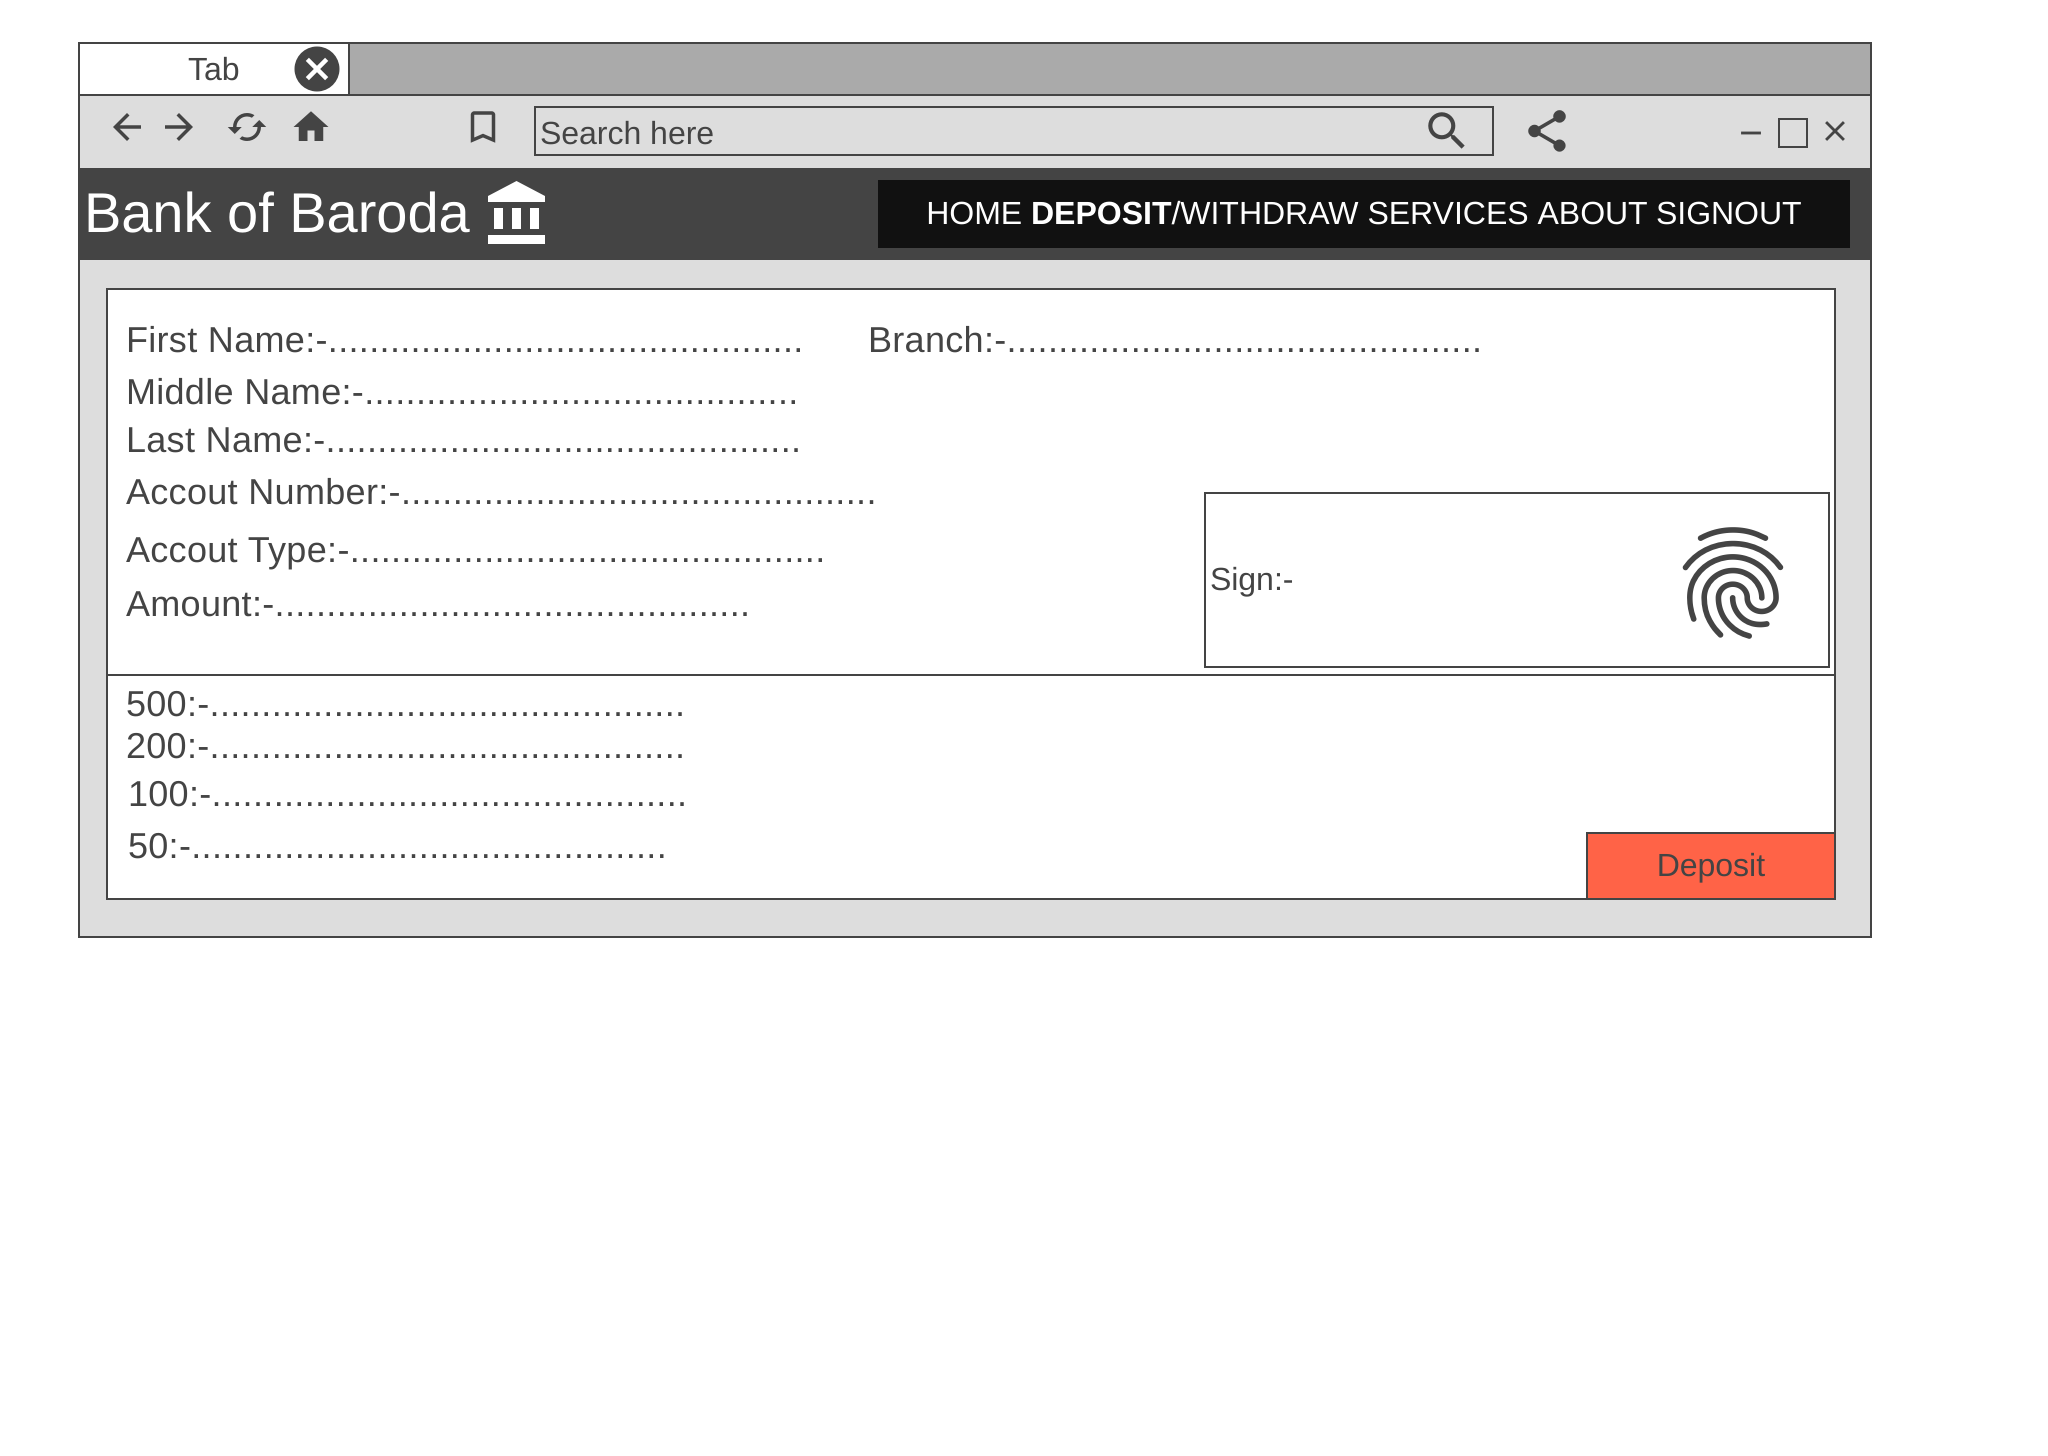 Tab
Search here
Bank of Baroda
HOME DEPOSIT/WITHDRAW SERVICES ABOUT SIGNOUT
First Name:-..............................................
Branch:-..............................................
Middle Name:-..........................................
Last Name:-..............................................
Accout Number:-..............................................
Accout Type:-..............................................
Amount:-..............................................
Sign:-
500:-..............................................
200:-..............................................
100:-..............................................
50:-..............................................
Deposit